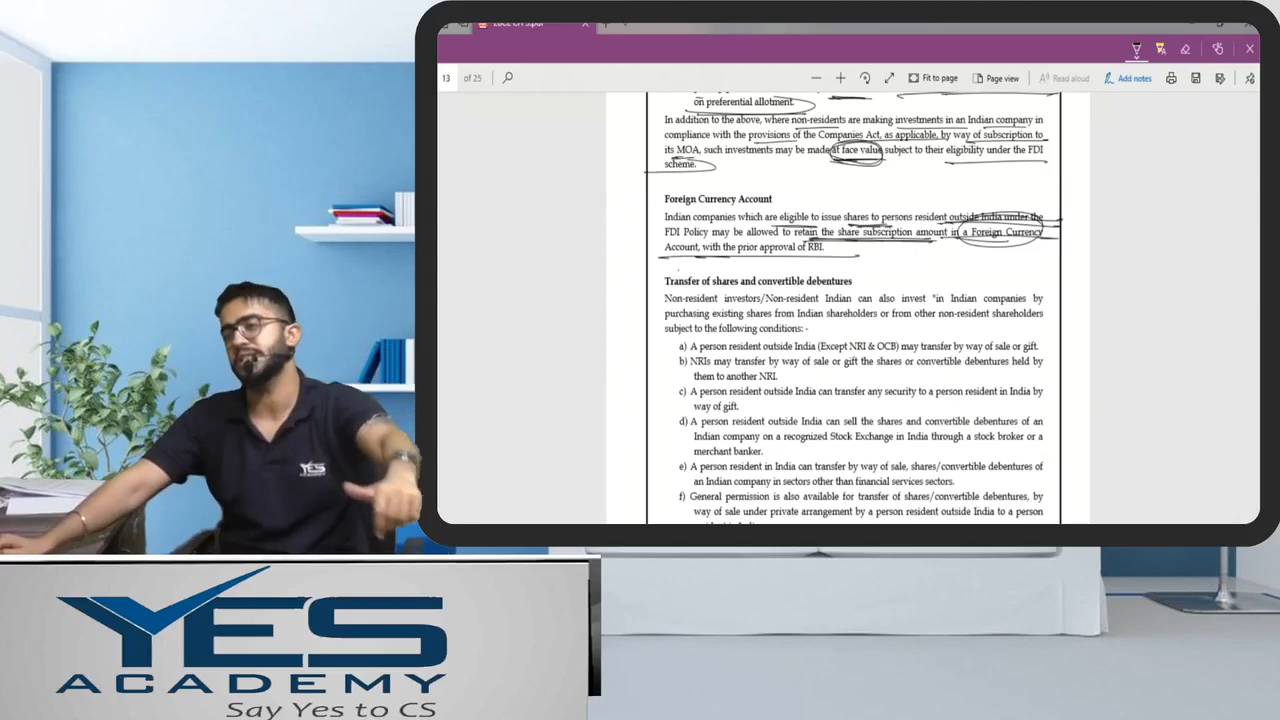 13 of 25
Fit to page
Page view
Read aloud
Add notes
on preferential allotment.
In addition to the above, where non-residents are making investments in an Indian company in
compliance with the provisions of the Companies Act, as applicable, by way of subscription to
its MOA, such investments may be made at face value subject to their eligibility under the FDI
scheme.
Foreign Currency Account
Indian companies which are eligible to issue shares to persons resident outside India under the
FDI Policy may be allowed to retain the share subscription amount in a Foreign Currency
Account, with the prior approval of RBI.
Transfer of shares and convertible debentures
Non-resident investors/Non-resident Indian can also invest "in Indian companies by
purchasing existing shares from Indian shareholders or from other non-resident shareholders
subject to the following conditions: -
a) A person resident outside India (Except NRI & OCB) may transfer by way of sale or gift.
b) NRIs may transfer by way of sale or gift the shares or convertible debentures held by
them to another NRI.
c) A person resident outside India can transfer any security to a person resident in India by
way of gift.
d) A person resident outside India can sell the shares and convertible debentures of an
Indian company on a recognized Stock Exchange in India through a stock broker or a
merchant banker.
e) A person resident in India can transfer by way of sale, shares/convertible debentures of
an Indian company in sectors other than financial services sectors.
f) General permission is also available for transfer of shares/convertible debentures, by
way of sale under private arrangement by a person resident outside India to a person
YES
YES
ACADEMY
Say Yes to CS